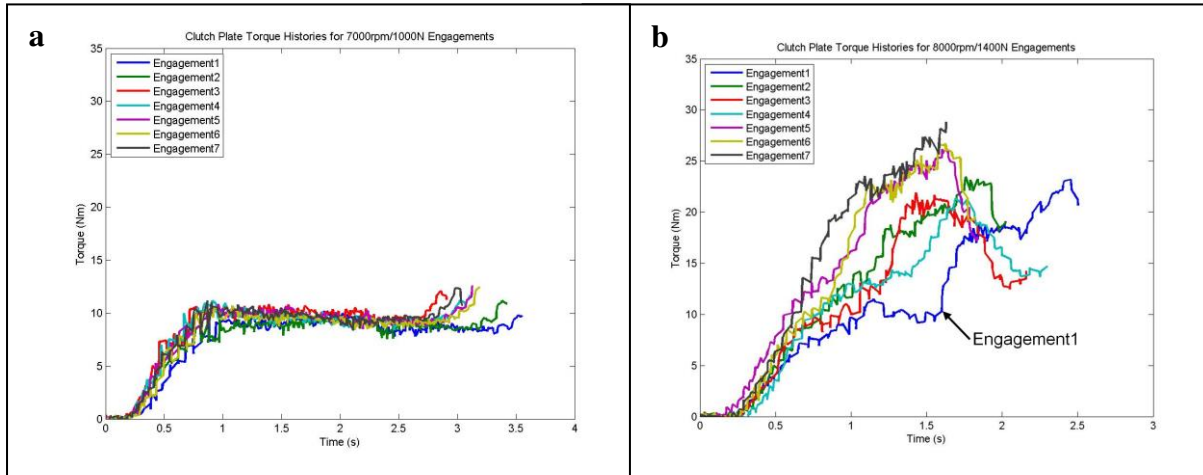 a
Clutch Plate Torque Histories for 7000rpm/1000N Engagements
35
30
25
20
15
10
5
0
Torque (Nm)
Engagement1
Engagement2
Engagement3
Engagement4
Engagement5
Engagement6
Engagement7
0 0.5 1 1.5 2 2.5 3 3.5 4
Time (s)
b
Clutch Plate Torque Histories for 8000rpm/1400N Engagements
35
30
25
20
15
10
5
0
Torque (Nm)
Engagement1
Engagement2
Engagement3
Engagement4
Engagement5
Engagement6
Engagement7
Engagement1
0 0.5 1 1.5 2 2.5 3
Time (s)